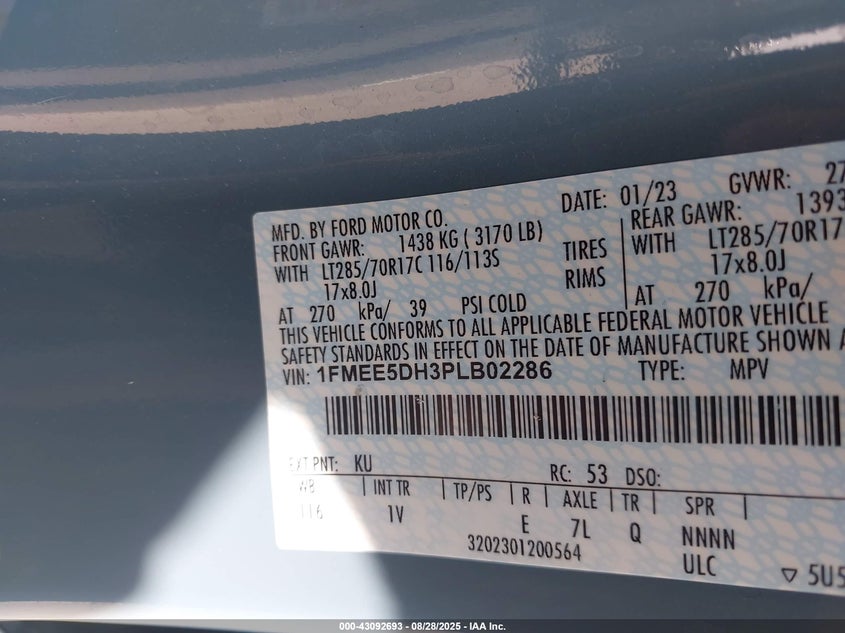 DATE: 01/23 GVWR: 27
MFD. BY FORD MOTOR CO.
FRONT GAWR: 1438 KG ( 3170 LB)
REAR GAWR: 1393
WITH LT285/70R17C 116/113S TIRES
WITH LT285/70R17
17x8.0J RIMS
17x8.0J
AT 270 kPa/ 39 PSI COLD
AT 270 kPa/
THIS VEHICLE CONFORMS TO ALL APPLICABLE FEDERAL MOTOR VEHICLE
SAFETY STANDARDS IN EFFECT ON THE DATE OF MANUFACTURE SHOWN A
VIN: 1FMEE5DH3PLB02286 TYPE: MPV
EXT PNT: KU RC: 53 DSO:
WB | INT TR | TP/PS | R | AXLE | TR | SPR |
116 1V E 7L Q NNNN
3202301200564 ULC
▽ 5U5
000-43092693 - 08/28/2025 - IAA Inc.